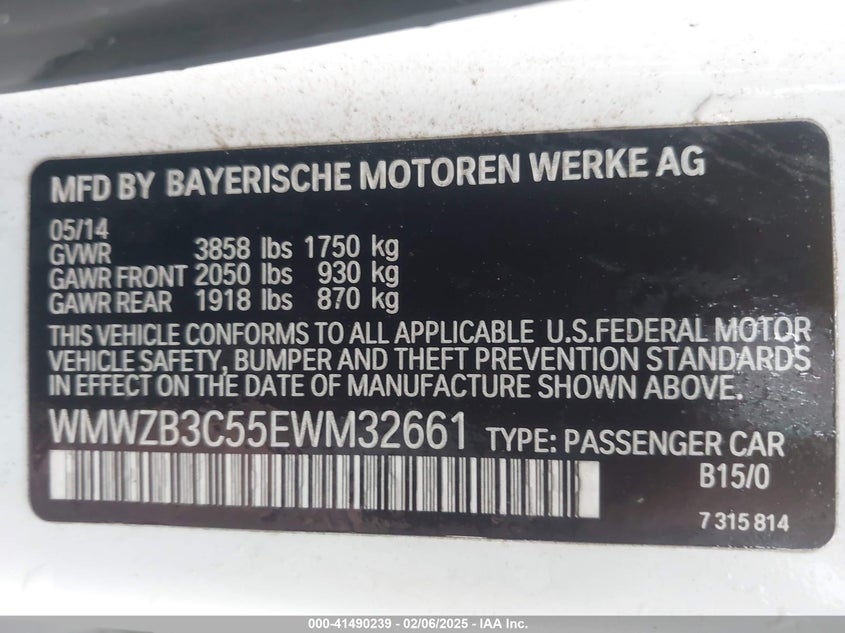 MFD BY BAYERISCHE MOTOREN WERKE AG
05/14
GVWR 3858 lbs 1750 kg
GAWR FRONT 2050 lbs 930 kg
GAWR REAR 1918 lbs 870 kg
THIS VEHICLE CONFORMS TO ALL APPLICABLE U.S.FEDERAL MOTOR
VEHICLE SAFETY, BUMPER AND THEFT PREVENTION STANDARDS
IN EFFECT ON THE DATE OF MANUFACTURE SHOWN ABOVE.
WMWZB3C55EWM32661 TYPE: PASSENGER CAR
B15/0
7 315 814
000-41490239 - 02/06/2025 - IAA Inc.